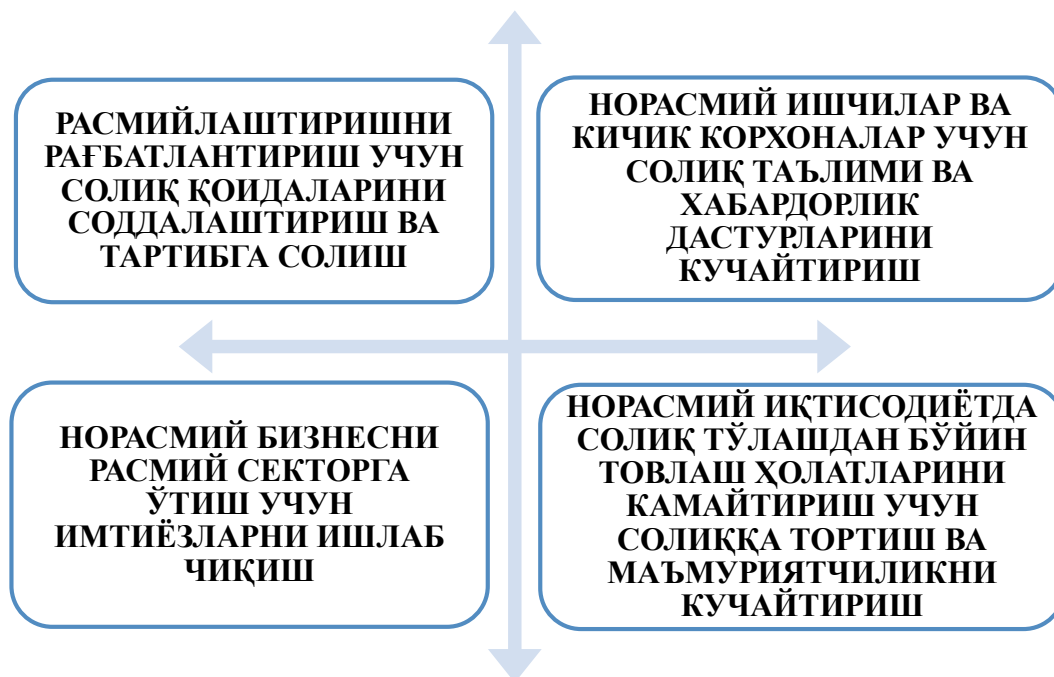 РАСМИЙЛАШТИРИШНИ
РАҒБАТЛАНТИРИШ УЧУН
СОЛИҚ ҚОИДАЛАРИНИ
СОДДАЛАШТИРИШ ВА
ТАРТИБГА СОЛИШ
НОРАСМИЙ ИШЧИЛАР ВА
КИЧИК КОРХОНАЛАР УЧУН
СОЛИҚ ТАЪЛИМИ ВА
ХАБАРДОРЛИК
ДАСТУРЛАРИНИ
КУЧАЙТИРИШ
НОРАСМИЙ БИЗНЕСНИ
РАСМИЙ СЕКТОРГА
ЎТИШ УЧУН
ИМТИЁЗЛАРНИ ИШЛАБ
ЧИҚИШ
НОРАСМИЙ ИҚТИСОДИЁТДА
СОЛИҚ ТЎЛАШДАН БЎЙИН
ТОВЛАШ ҲОЛАТЛАРИНИ
КАМАЙТИРИШ УЧУН
СОЛИҚҚА ТОРТИШ ВА
МАЪМУРИЯТЧИЛИКНИ
КУЧАЙТИРИШ